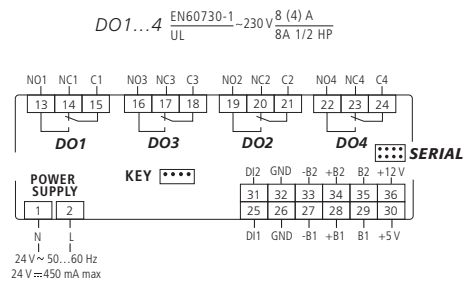 DO1...4 EN60730-1 ~230 V 8 (4) A
UL 8A 1/2 HP
NO1 NC1 C1 NO3 NC3 C3 NO2 NC2 C2 NO4 NC4 C4
13 14 15 16 17 18 19 20 21 22 23 24
DO1 DO3 DO2 DO4
SERIAL
KEY
POWER
SUPPLY
DI2 GND -B2 +B2 B2 +12 V
31 32 33 34 35 36
1 2 25 26 27 28 29 30
N L DI1 GND -B1 +B1 B1 +5 V
24 V ~ 50...60 Hz
24 V ⎓ 450 mA max